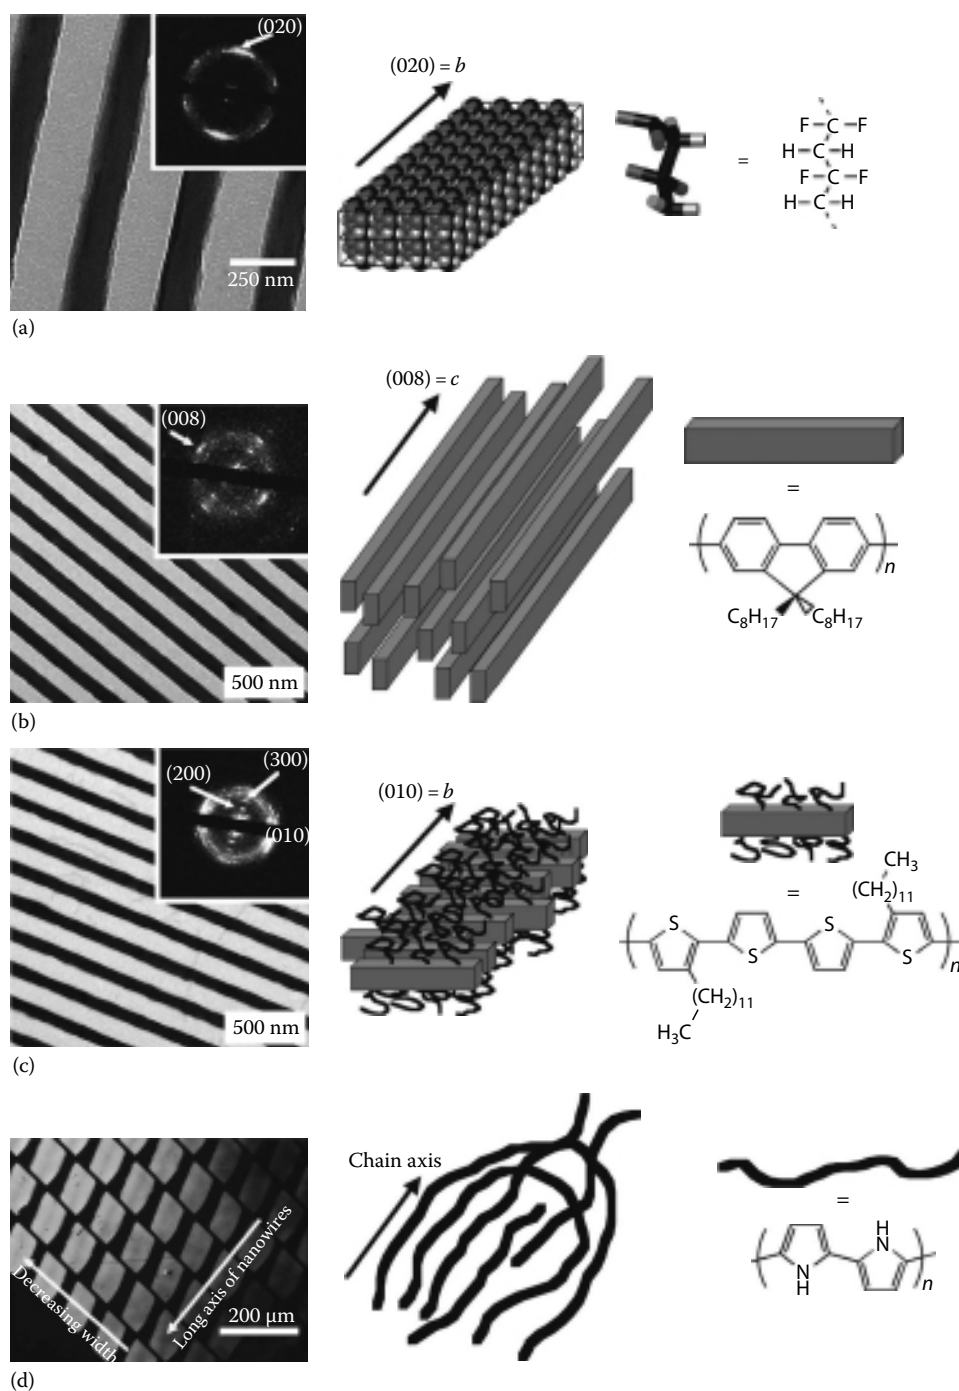 (020)
250 nm
(020) = b
=
F C F
H C H
F C F
H C H
(a)
(008)
500 nm
(008) = c
=
n
C8H17 C8H17
(b)
(200)
(300)
(010)
500 nm
(010) = b
=
CH3
(CH2)11
S
S
S
S
n
(CH2)11
H3C
(c)
Decreasing width
Long axis of nanowires
200 µm
Chain axis
=
H
N
N
H
n
(d)